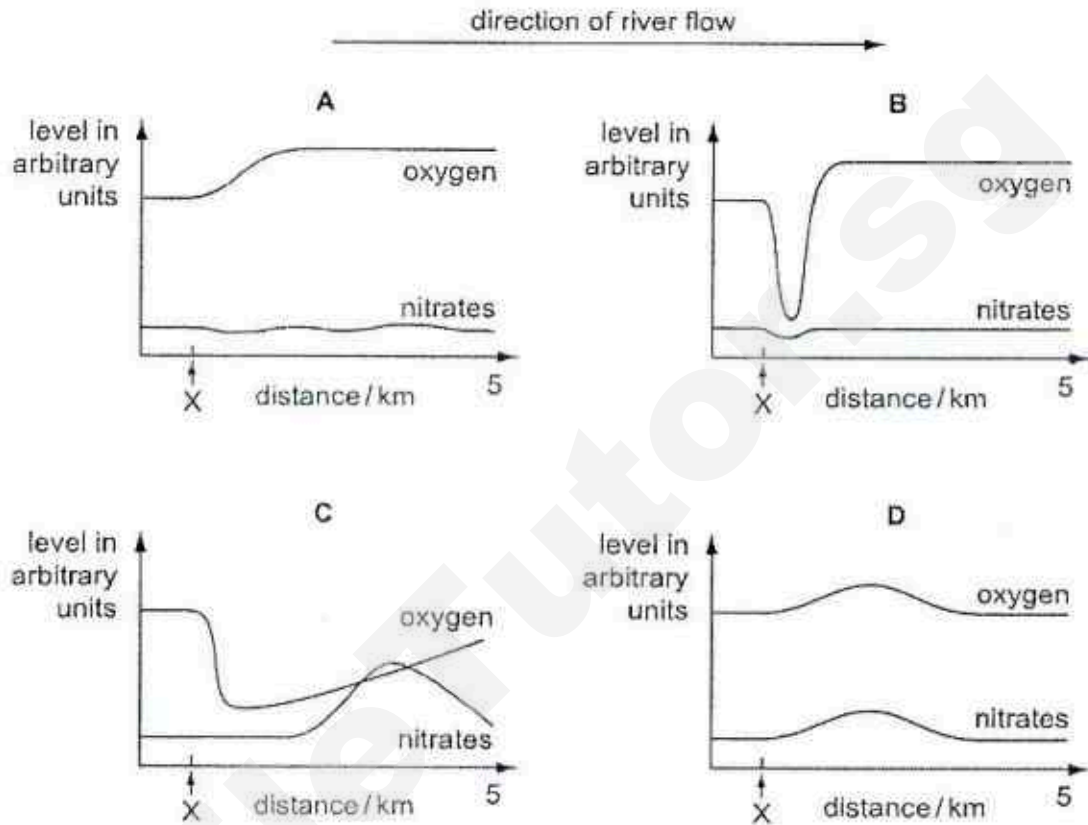 direction of river flow
A
level in
arbitrary
units
oxygen
nitrates
X
distance / km
5
B
level in
arbitrary
units
oxygen
nitrates
X
distance / km
5
C
level in
arbitrary
units
oxygen
nitrates
X
distance / km
5
D
level in
arbitrary
units
oxygen
nitrates
X
distance / km
5
ueTutor.sg